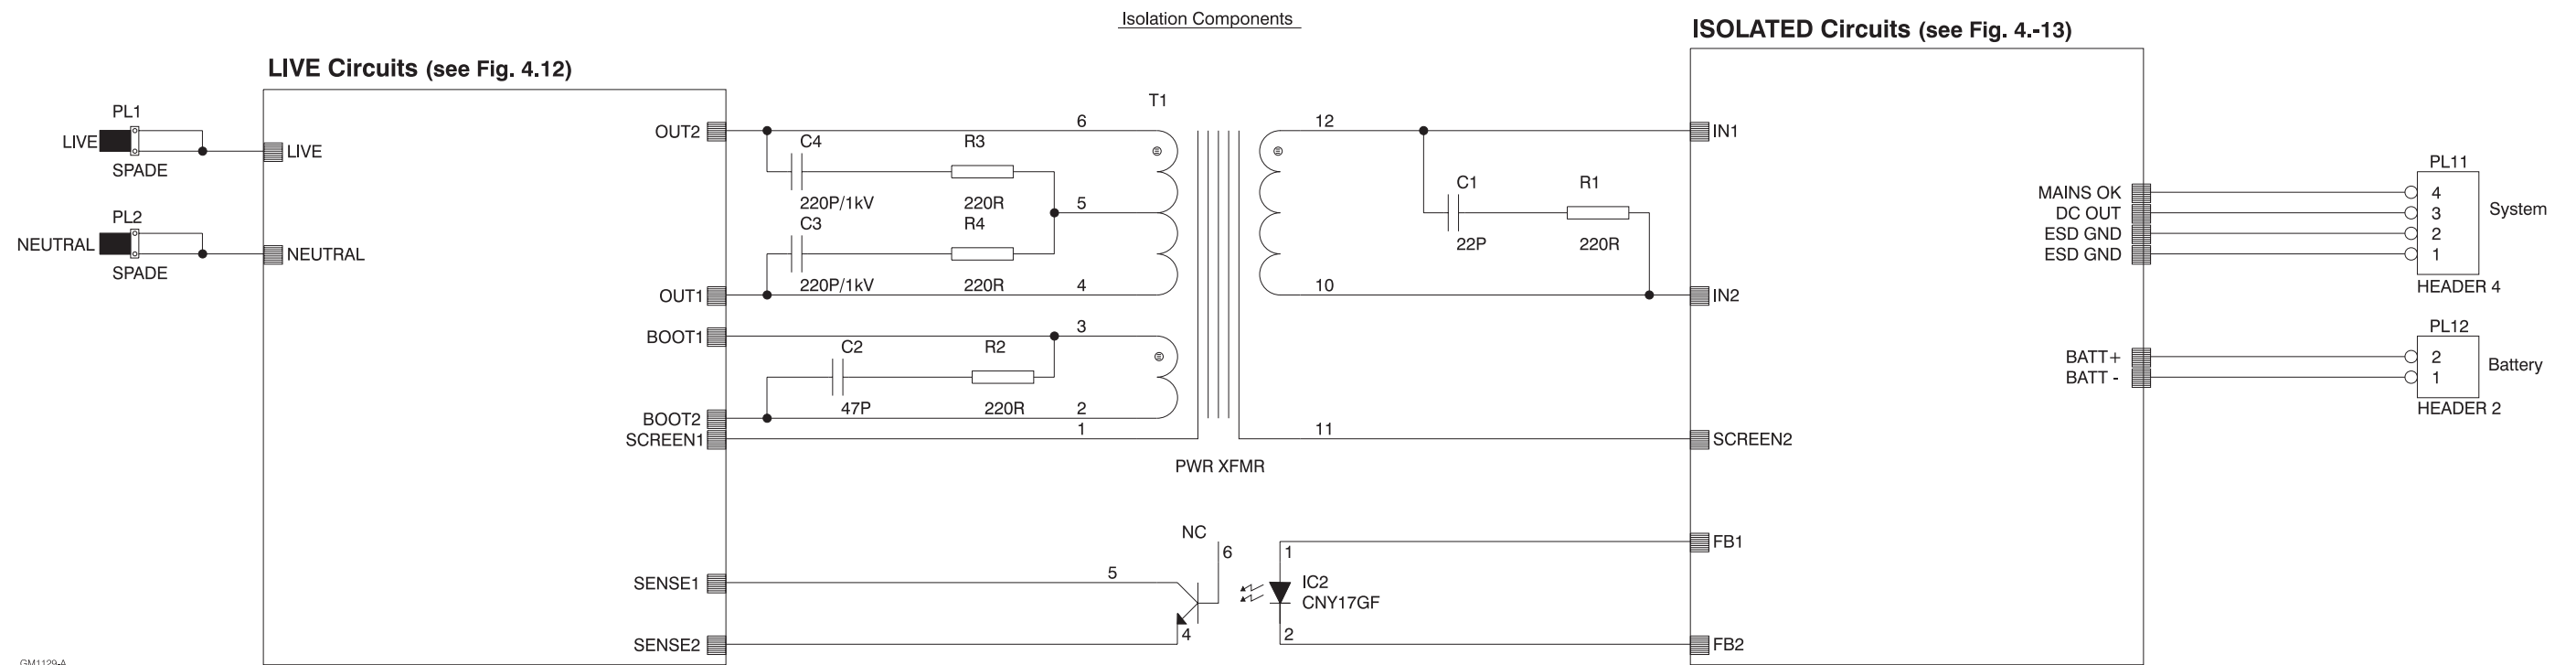 Isolation Components
LIVE Circuits (see Fig. 4.12)
ISOLATED Circuits (see Fig. 4.-13)
PL1
LIVE
SPADE
LIVE
PL2
NEUTRAL
SPADE
NEUTRAL
OUT2
OUT1
BOOT1
BOOT2
SCREEN1
SENSE1
SENSE2
C4
220P/1kV
R3
220R
C3
220P/1kV
R4
220R
C2
47P
R2
220R
6
5
4
3
2
1
T1
PWR XFMR
12
10
11
C1
22P
R1
220R
NC
6
5
4
1
2
IC2
CNY17GF
IN1
IN2
SCREEN2
FB1
FB2
MAINS OK
DC OUT
ESD GND
ESD GND
BATT+
BATT -
PL11
4
3
2
1
System
HEADER 4
PL12
2
1
Battery
HEADER 2
GM1129-A